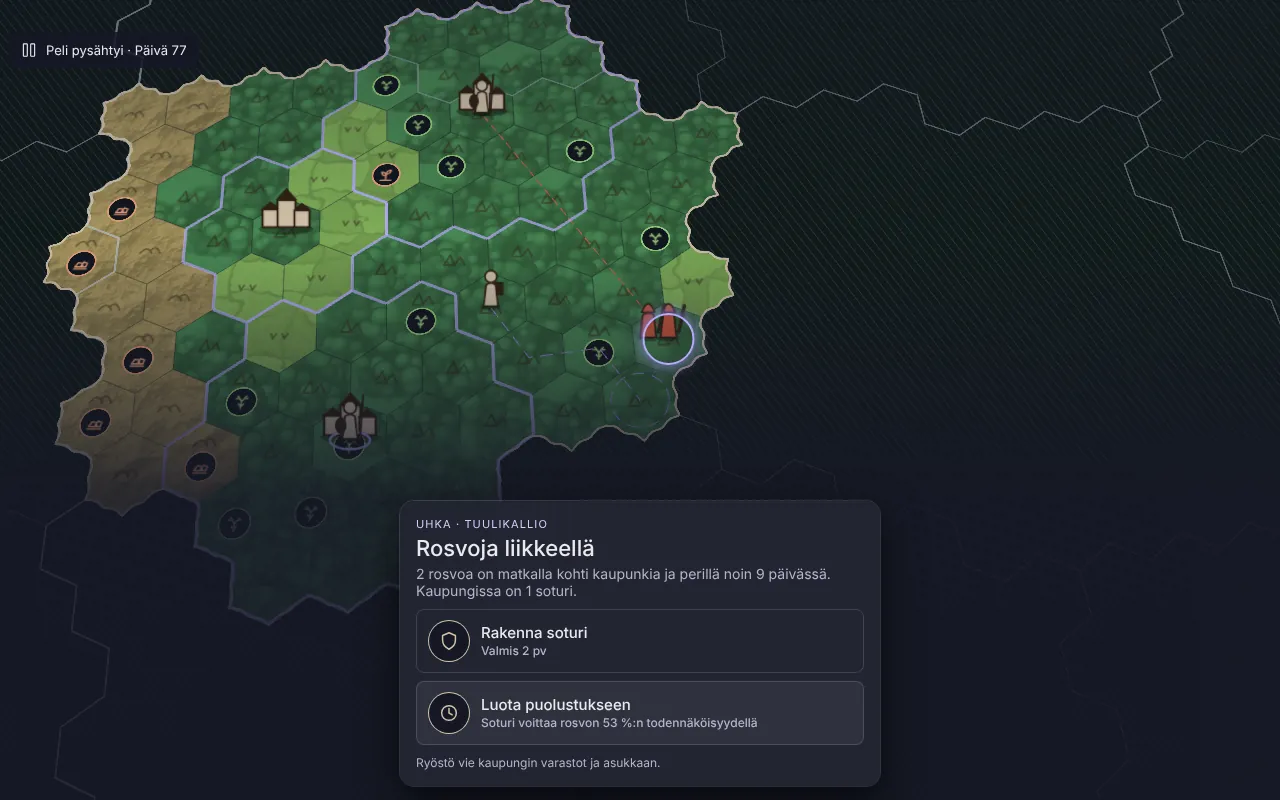 Peli pysähtyi · Päivä 77
UHKA · TUULIKALLIO
Rosvoja liikkeellä
2 rosvoa on matkalla kohti kaupunkia ja perillä noin 9 päivässä.
Kaupungissa on 1 soturi.
Rakenna soturi
Valmis 2 pv
Luota puolustukseen
Soturi voittaa rosvon 53 %:n todennäköisyydellä
Ryöstö vie kaupungin varastot ja asukkaan.